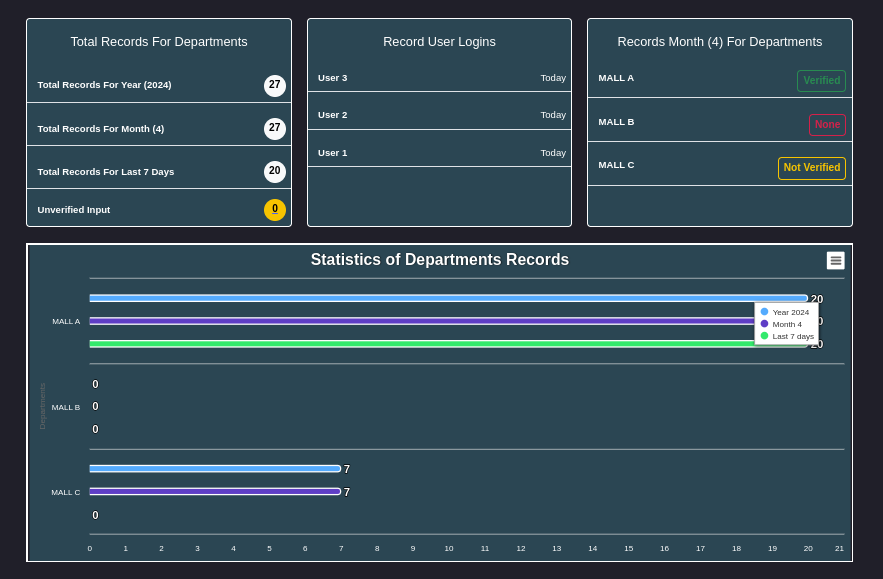 Total Records For Departments
Total Records For Year (2024) 27
Total Records For Month (4) 27
Total Records For Last 7 Days 20
Unverified Input 0
Record User Logins
User 3 Today
User 2 Today
User 1 Today
Records Month (4) For Departments
MALL A Verified
MALL B None
MALL C Not Verified
Statistics of Departments Records
Departments
MALL A
20
20
Year 2024
Month 4
Last 7 days
MALL B
0
0
0
MALL C
7
7
0
0 1 2 3 4 5 6 7 8 9 10 11 12 13 14 15 16 17 18 19 20 21